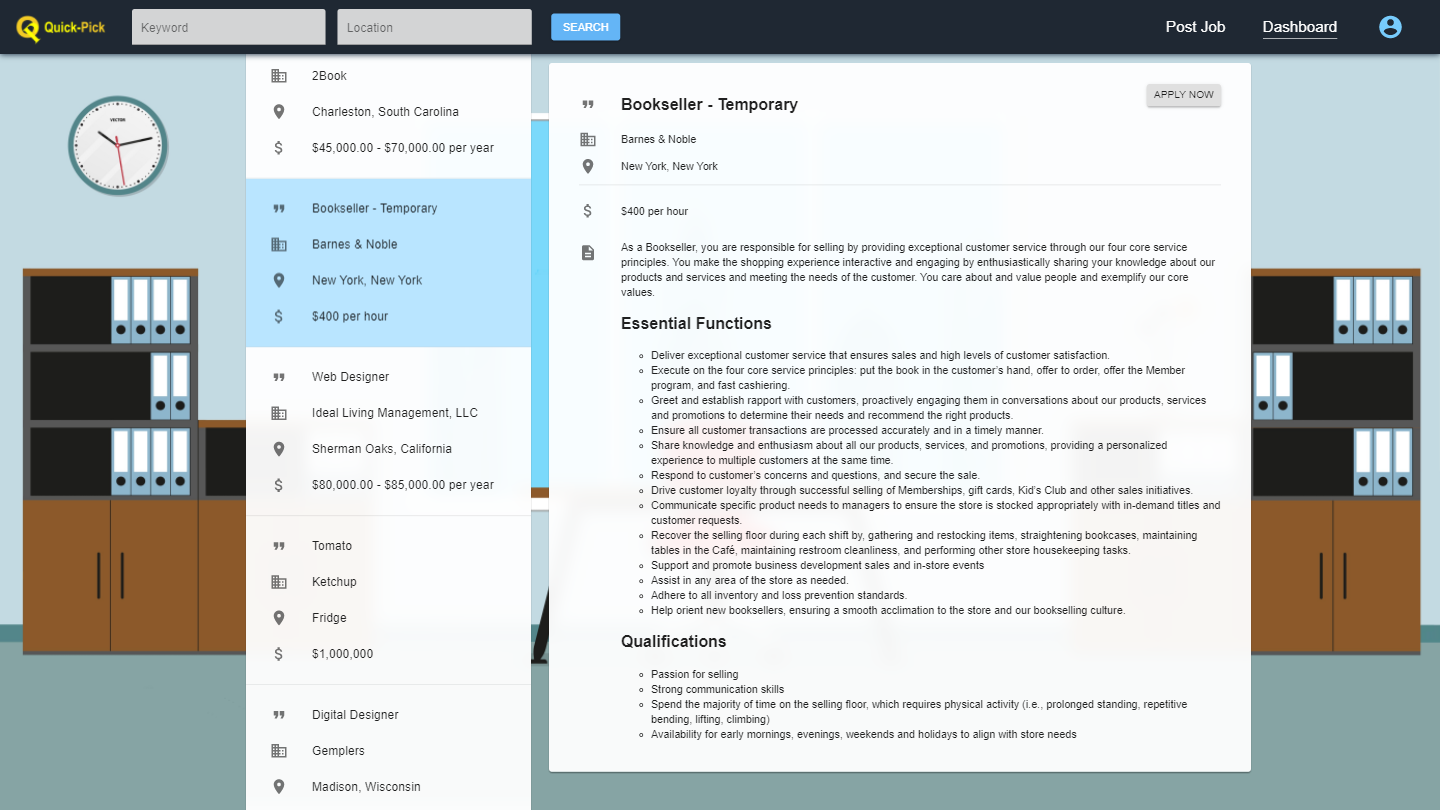 Quick-Pick
Keyword
Location
SEARCH
Post Job
Dashboard
VECTON
2Book
Charleston, South Carolina
$45,000.00 - $70,000.00 per year
Bookseller - Temporary
Barnes & Noble
New York, New York
$400 per hour
Web Designer
Ideal Living Management, LLC
Sherman Oaks, California
$80,000.00 - $85,000.00 per year
Tomato
Ketchup
Fridge
$1,000,000
Digital Designer
Gemplers
Madison, Wisconsin
Bookseller - Temporary
APPLY NOW
Barnes & Noble
New York, New York
$400 per hour
As a Bookseller, you are responsible for selling by providing exceptional customer service through our four core service
principles. You make the shopping experience interactive and engaging by enthusiastically sharing your knowledge about our
products and services and meeting the needs of the customer. You care about and value people and exemplify our core
values.
Essential Functions
Deliver exceptional customer service that ensures sales and high levels of customer satisfaction.
Execute on the four core service principles: put the book in the customer’s hand, offer to order, offer the Member
program, and fast cashiering.
Greet and establish rapport with customers, proactively engaging them in conversations about our products, services
and promotions to determine their needs and recommend the right products.
Ensure all customer transactions are processed accurately and in a timely manner.
Share knowledge and enthusiasm about all our products, services, and promotions, providing a personalized
experience to multiple customers at the same time.
Respond to customer’s concerns and questions, and secure the sale.
Drive customer loyalty through successful selling of Memberships, gift cards, Kid’s Club and other sales initiatives.
Communicate specific product needs to managers to ensure the store is stocked appropriately with in-demand titles and
customer requests.
Recover the selling floor during each shift by, gathering and restocking items, straightening bookcases, maintaining
tables in the Café, maintaining restroom cleanliness, and performing other store housekeeping tasks.
Support and promote business development sales and in-store events
Assist in any area of the store as needed.
Adhere to all inventory and loss prevention standards.
Help orient new booksellers, ensuring a smooth acclimation to the store and our bookselling culture.
Qualifications
Passion for selling
Strong communication skills
Spend the majority of time on the selling floor, which requires physical activity (i.e., prolonged standing, repetitive
bending, lifting, climbing)
Availability for early mornings, evenings, weekends and holidays to align with store needs